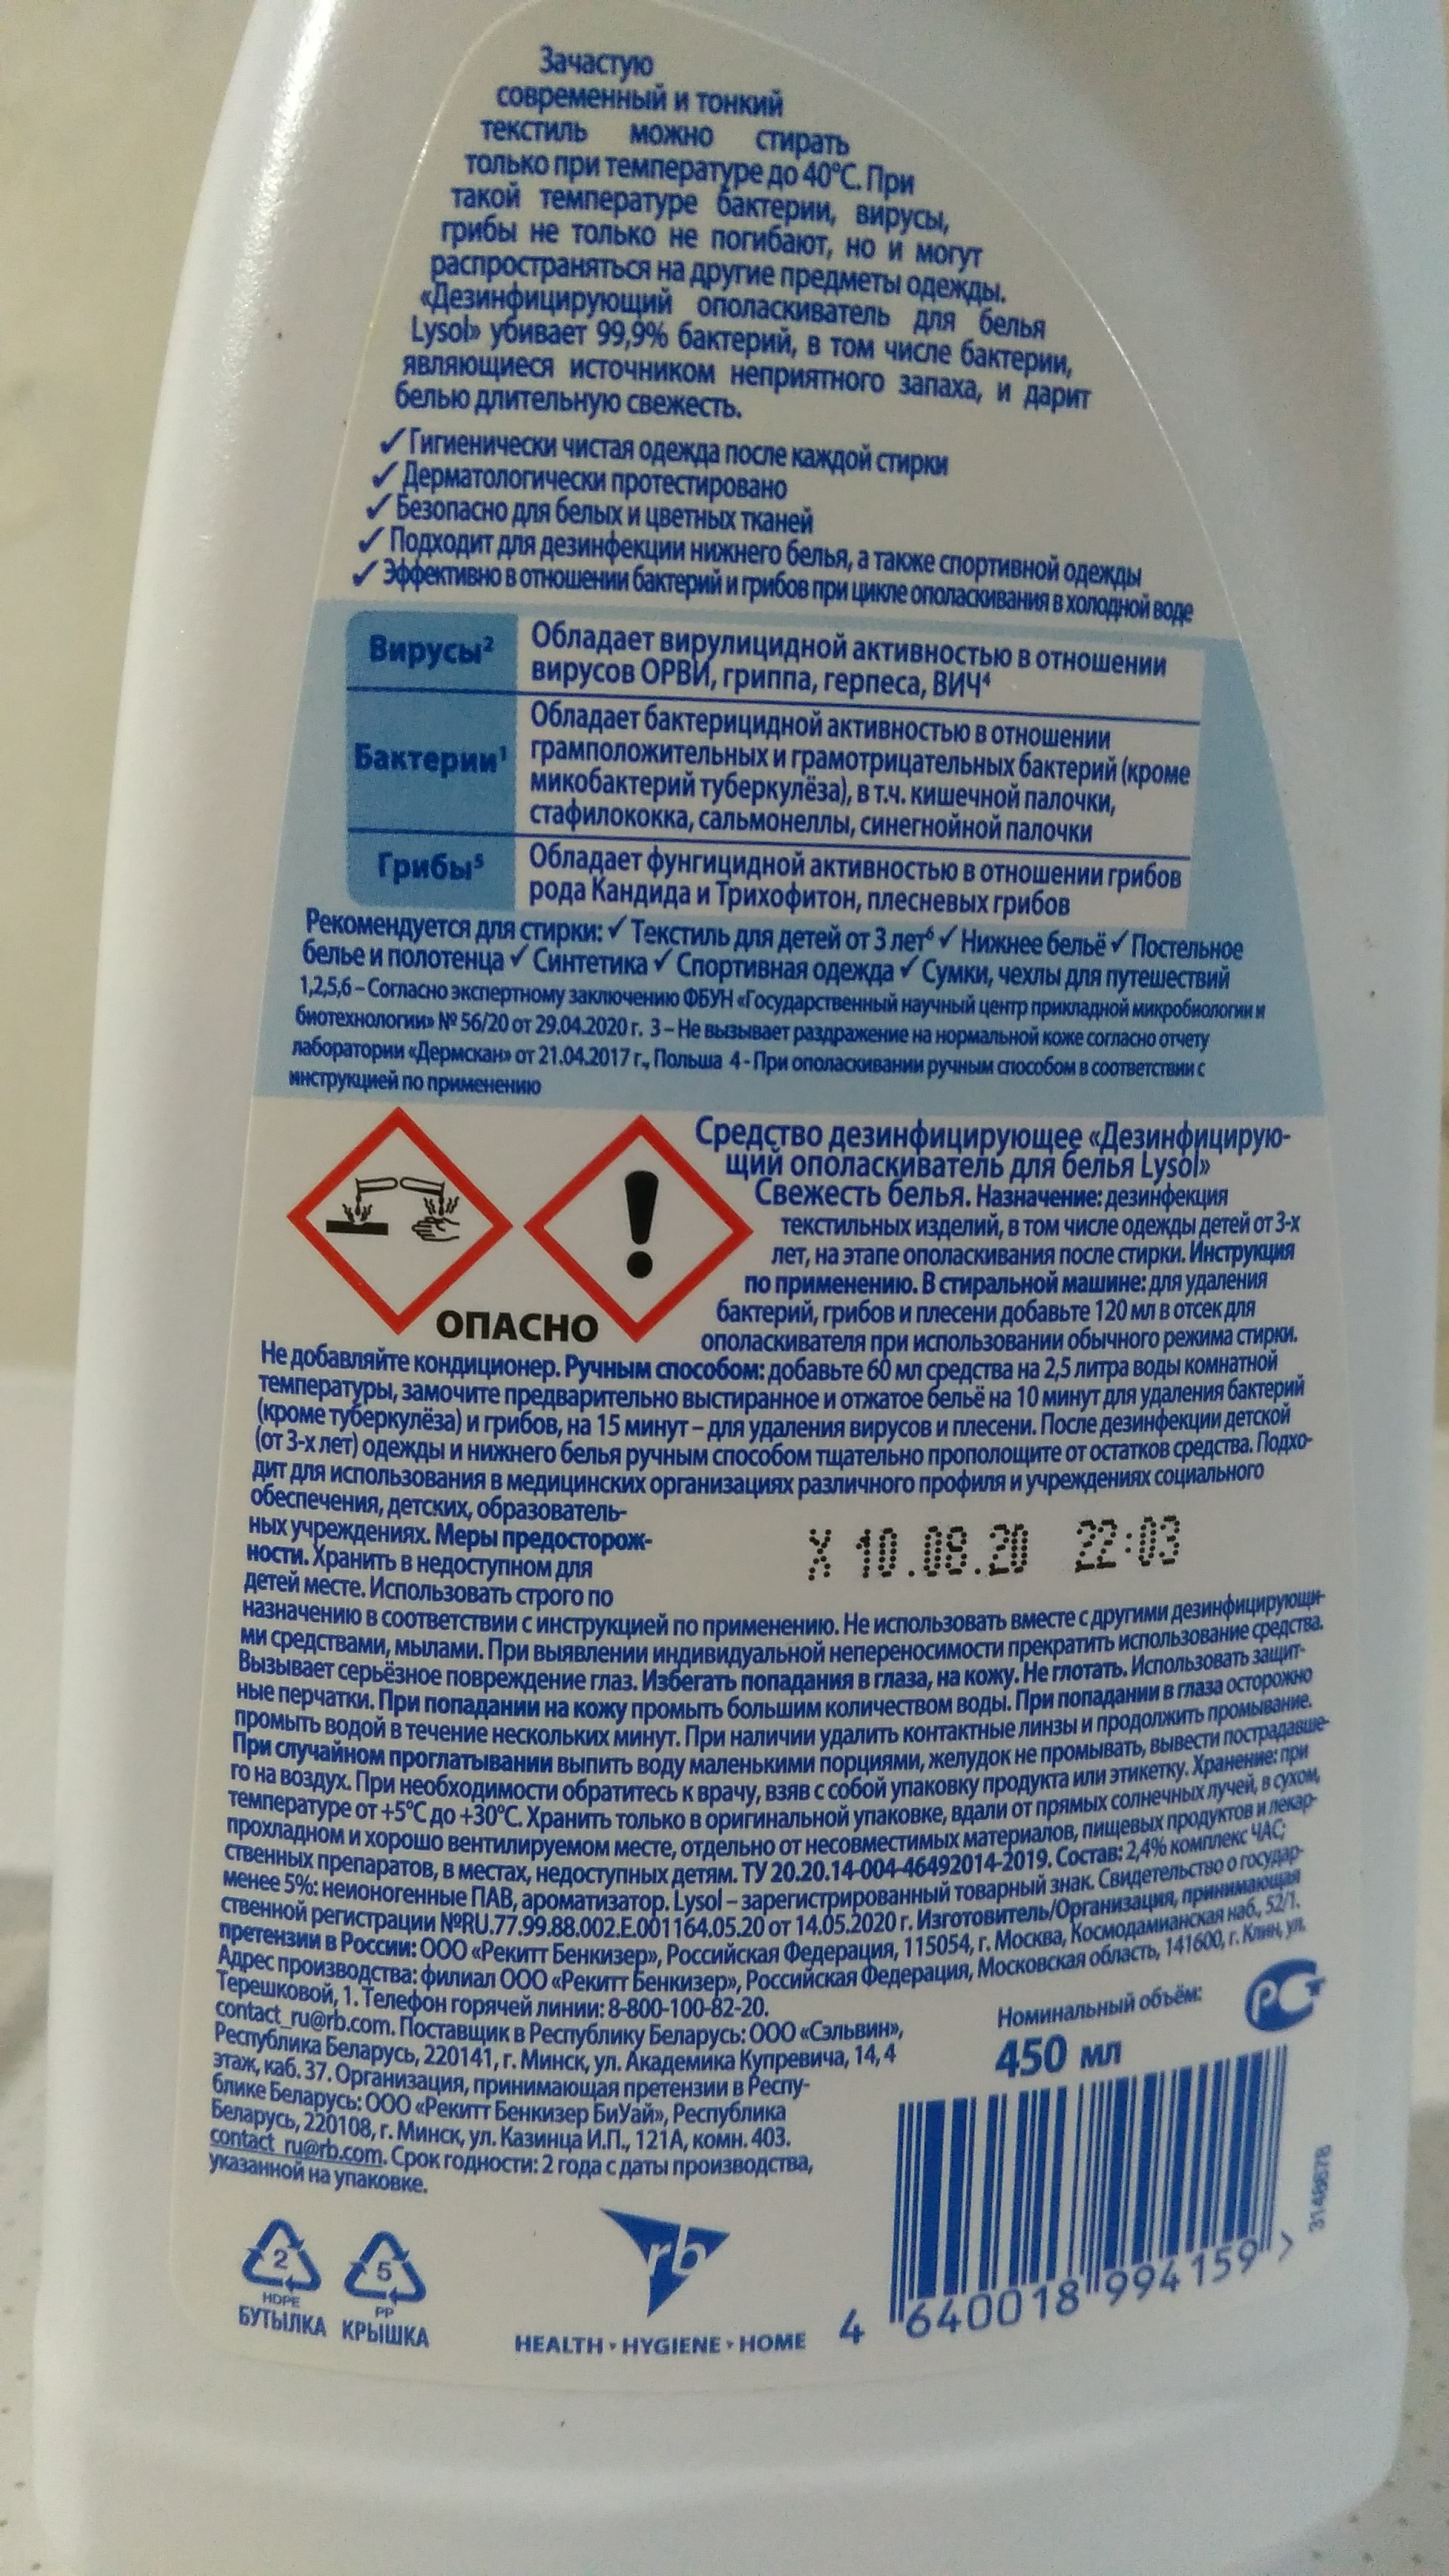 Зачастую
современный и тонкий
текстиль можно стирать
только при температуре до 40°C. При
такой температуре бактерии, вирусы,
грибы не только не погибают, но и могут
распространяться на другие предметы одежды.
«Дезинфицирующий ополаскиватель для белья
Lysol» убивает 99,9% бактерий, в том числе бактерии,
являющиеся источником неприятного запаха, и дарит
белью длительную свежесть.
✓ Гигиенически чистая одежда после каждой стирки
✓ Дерматологически протестировано
✓ Безопасно для белых и цветных тканей
✓ Подходит для дезинфекции нижнего белья, а также спортивной одежды
✓ Эффективно в отношении бактерий и грибов при цикле ополаскивания в холодной воде
Вирусы²
Обладает вирулицидной активностью в отношении
вирусов ОРВИ, гриппа, герпеса, ВИЧ⁴
Бактерии¹
Обладает бактерицидной активностью в отношении
грамположительных и грамотрицательных бактерий (кроме
микобактерий туберкулёза), в т.ч. кишечной палочки,
стафилококка, сальмонеллы, синегнойной палочки
Грибы⁵
Обладает фунгицидной активностью в отношении грибов
рода Кандида и Трихофитон, плесневых грибов
Рекомендуется для стирки: ✓ Текстиль для детей от 3 лет⁶ ✓ Нижнее бельё ✓ Постельное
белье и полотенца ✓ Синтетика ✓ Спортивная одежда ✓ Сумки, чехлы для путешествий
1,2,5,6 – Согласно экспертному заключению ФБУН «Государственный научный центр прикладной микробиологии и
биотехнологии» № 56/20 от 29.04.2020 г. 3 – Не вызывает раздражение на нормальной коже согласно отчету
лаборатории «Дермскан» от 21.04.2017 г., Польша 4 - При ополаскивании ручным способом в соответствии с
инструкцией по применению
ОПАСНО
Средство дезинфицирующее «Дезинфицирую-
щий ополаскиватель для белья Lysol»
Свежесть белья. Назначение: дезинфекция
текстильных изделий, в том числе одежды детей от 3-х
лет, на этапе ополаскивания после стирки. Инструкция
по применению. В стиральной машине: для удаления
бактерий, грибов и плесени добавьте 120 мл в отсек для
ополаскивателя при использовании обычного режима стирки.
Не добавляйте кондиционер. Ручным способом: добавьте 60 мл средства на 2,5 литра воды комнатной
температуры, замочите предварительно выстиранное и отжатое бельё на 10 минут для удаления бактерий
(кроме туберкулёза) и грибов, на 15 минут – для удаления вирусов и плесени. После дезинфекции детской
(от 3-х лет) одежды и нижнего белья ручным способом тщательно прополощите от остатков средства. Подхо-
дит для использования в медицинских организациях различного профиля и учреждениях социального
обеспечения, детских, образователь-
ных учреждениях. Меры предосторож-
ности. Хранить в недоступном для
детей месте. Использовать строго по
X 10.08.20 22:03
назначению в соответствии с инструкцией по применению. Не использовать вместе с другими дезинфицирующи-
ми средствами, мылами. При выявлении индивидуальной непереносимости прекратить использование средства.
Вызывает серьёзное повреждение глаз. Избегать попадания в глаза, на кожу. Не глотать. Использовать защит-
ные перчатки. При попадании на кожу промыть большим количеством воды. При попадании в глаза осторожно
промыть водой в течение нескольких минут. При наличии удалить контактные линзы и продолжить промывание.
При случайном проглатывании выпить воду маленькими порциями, желудок не промывать, вывести пострадавше-
го на воздух. При необходимости обратитесь к врачу, взяв с собой упаковку продукта или этикетку. Хранение: при
температуре от +5°C до +30°C. Хранить только в оригинальной упаковке, вдали от прямых солнечных лучей, в сухом,
прохладном и хорошо вентилируемом месте, отдельно от несовместимых материалов, пищевых продуктов и лекар-
ственных препаратов, в местах, недоступных детям. ТУ 20.20.14-004-46492014-2019. Состав: 2,4% комплекс ЧАС;
менее 5%: неионогенные ПАВ, ароматизатор. Lysol – зарегистрированный товарный знак. Свидетельство о государ-
ственной регистрации №RU.77.99.88.002.E.001164.05.20 от 14.05.2020 г. Изготовитель/Организация, принимающая
претензии в России: ООО «Рекитт Бенкизер», Российская Федерация, 115054, г. Москва, Космодамианская наб., 52/1.
Адрес производства: филиал ООО «Рекитт Бенкизер», Российская Федерация, Московская область, 141600, г. Клин, ул.
Терешковой, 1. Телефон горячей линии: 8-800-100-82-20.
contact_ru@rb.com. Поставщик в Республику Беларусь: ООО «Сэльвин»,
Республика Беларусь, 220141, г. Минск, ул. Академика Купревича, 14, 4
этаж, каб. 37. Организация, принимающая претензии в Респу-
блике Беларусь: ООО «Рекитт Бенкизер БиУай», Республика
Беларусь, 220108, г. Минск, ул. Казинца И.П., 121А, комн. 403.
contact_ru@rb.com. Срок годности: 2 года с даты производства,
указанной на упаковке.
Номинальный объём:
450 мл
РС
3148678
4 640018 994159 >
2
HDPE
БУТЫЛКА
5
PP
КРЫШКА
rb
HEALTH • HYGIENE • HOME